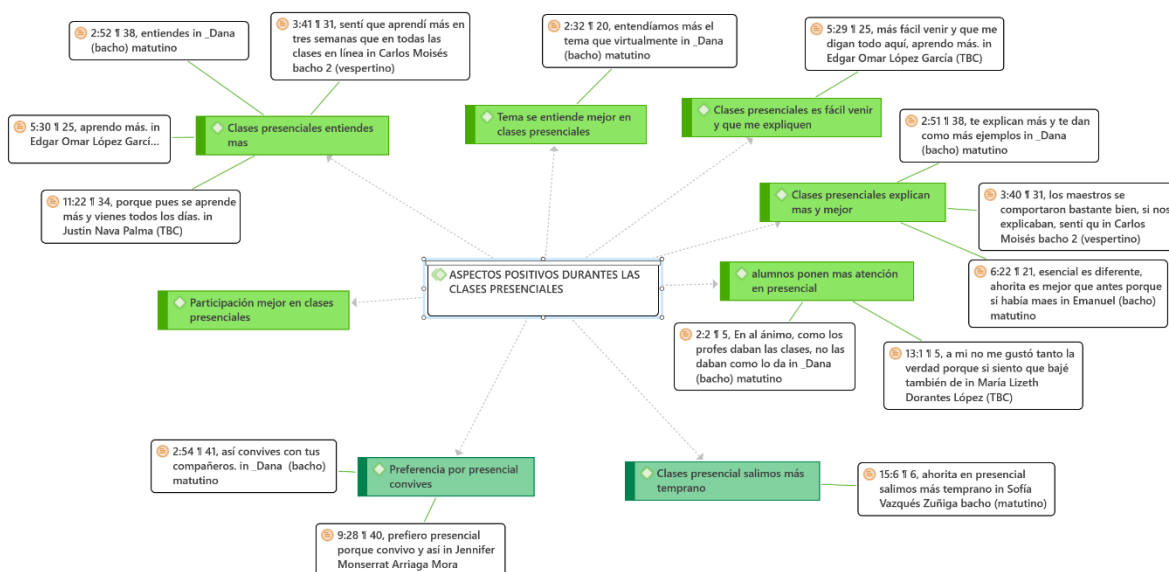 2:52 ¶ 38, entiendes in _Dana
(bacho) matutino
3:41 ¶ 31, sentí que aprendí más en
tres semanas que en todas las
clases en línea in Carlos Moisés
bacho 2 (vespertino)
2:32 ¶ 20, entendíamos más el
tema que virtualmente in _Dana
(bacho) matutino
5:29 ¶ 25, más fácil venir y que me
digan todo aquí, aprendo más. in
Edgar Omar López García (TBC)
5:30 ¶ 25, aprendo más. in
Edgar Omar López Garcí...
Clases presenciales entiendes
mas
Tema se entiende mejor en
clases presenciales
Clases presenciales es fácil venir
y que me expliquen
2:51 ¶ 38, te explican más y te dan
como más ejemplos in _Dana
(bacho) matutino
11:22 ¶ 34, porque pues se aprende
más y vienes todos los días. in
Justin Nava Palma (TBC)
Clases presenciales explican
mas y mejor
3:40 ¶ 31, los maestros se
comportaron bastante bien, si nos
explicaban, sentí qu in Carlos
Moisés bacho 2 (vespertino)
ASPECTOS POSITIVOS DURANTES LAS
CLASES PRESENCIALES
alumnos ponen mas atención
en presencial
6:22 ¶ 21, esencial es diferente,
ahorita es mejor que antes porque
sí había maes in Emanuel (bacho)
matutino
Participación mejor en clases
presenciales
2:2 ¶ 5, En al ánimo, como los
profes daban las clases, no las
daban como lo da in _Dana
(bacho) matutino
13:1 ¶ 5, a mi no me gustó tanto la
verdad porque si siento que bajé
también de in María Lizeth
Dorantes López (TBC)
2:54 ¶ 41, así convives con tus
compañeros. in _Dana (bacho)
matutino
Preferencia por presencial
convives
Clases presencial salimos más
temprano
15:6 ¶ 6, ahorita en presencial
salimos más temprano in Sofía
Vazqués Zuñiga bacho (matutino)
9:28 ¶ 40, prefiero presencial
porque convivo y así in Jennifer
Monserrat Arriaga Mora